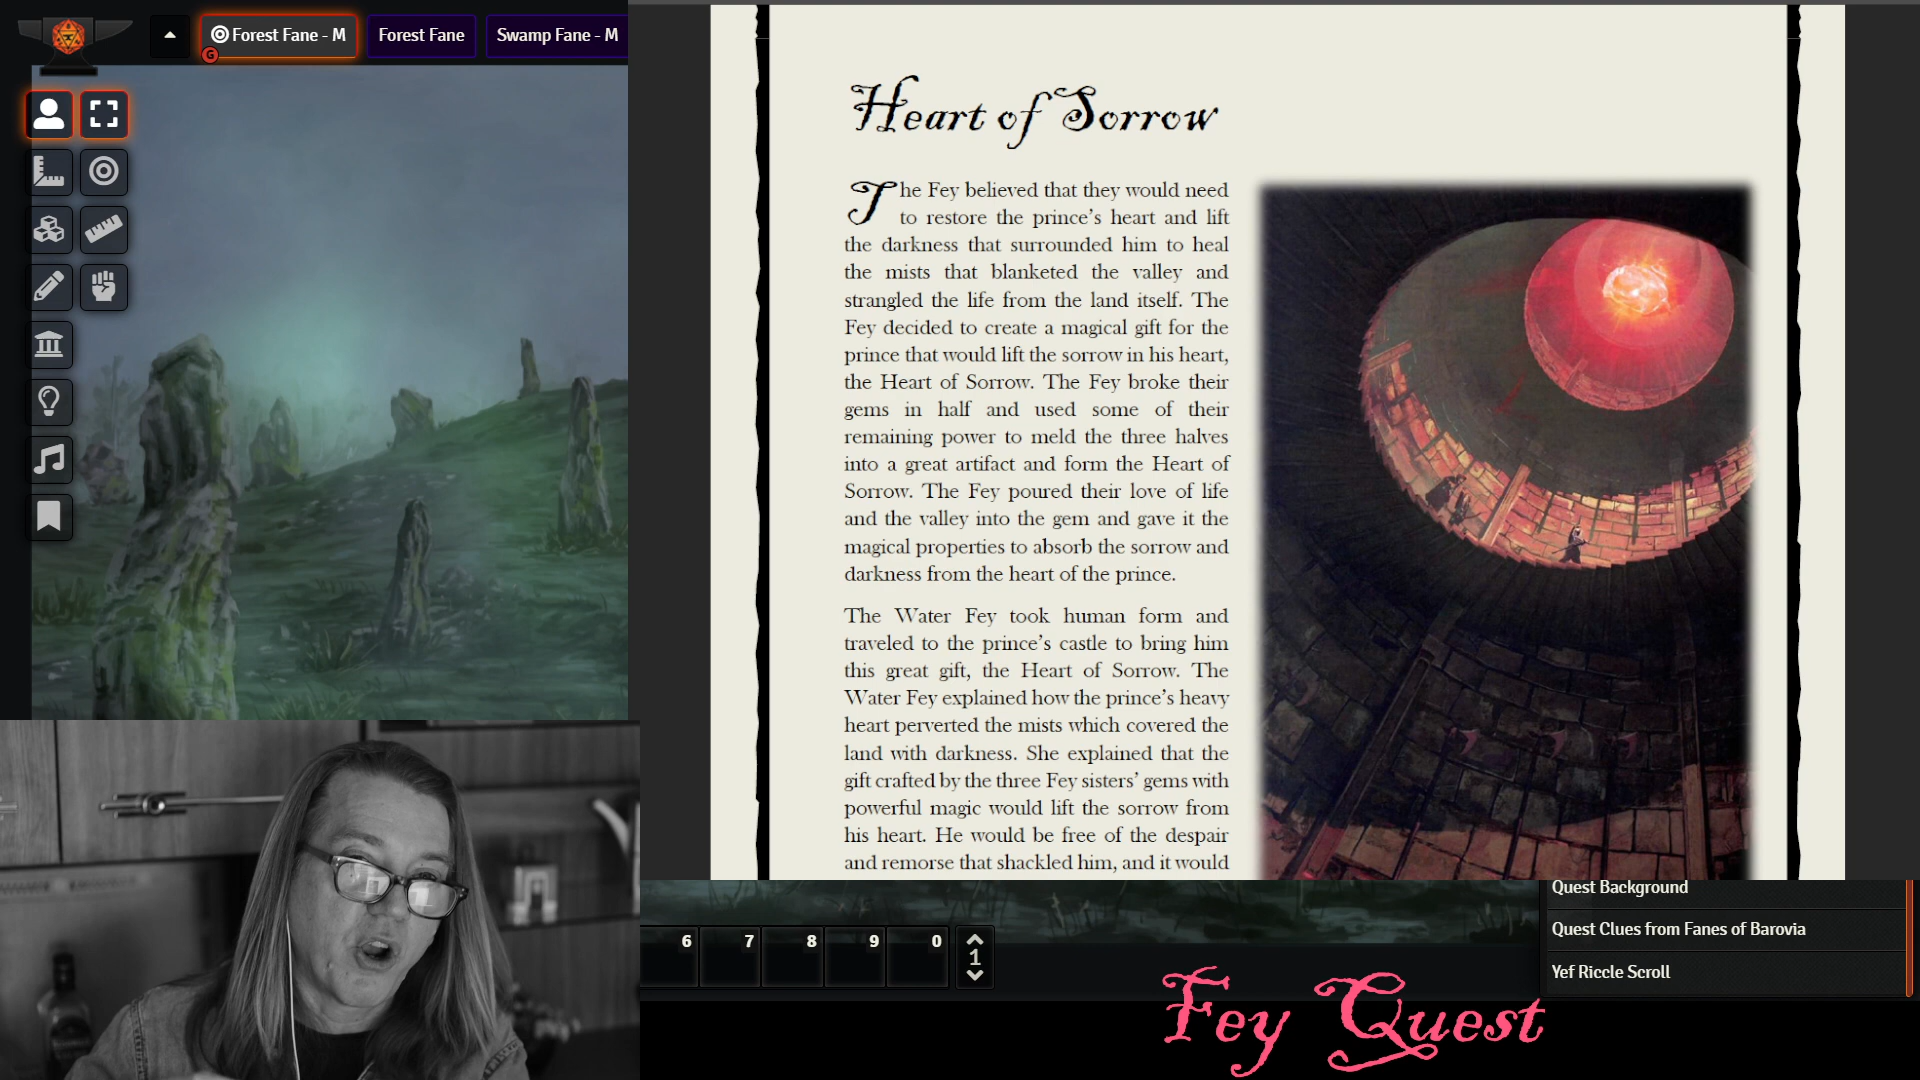 Forest Fane - M
Forest Fane
Swamp Fane - M
G
Heart of Sorrow
The Fey believed that they would need
to restore the prince's heart and lift
the darkness that surrounded him to heal
the mists that blanketed the valley and
strangled the life from the land itself. The
Fey decided to create a magical gift for the
prince that would lift the sorrow in his heart,
the Heart of Sorrow. The Fey broke their
gems in half and used some of their
remaining power to meld the three halves
into a great artifact and form the Heart of
Sorrow. The Fey poured their love of life
and the valley into the gem and gave it the
magical properties to absorb the sorrow and
darkness from the heart of the prince.
The Water Fey took human form and
traveled to the prince's castle to bring him
this great gift, the Heart of Sorrow. The
Water Fey explained how the prince's heavy
heart perverted the mists which covered the
land with darkness. She explained that the
gift crafted by the three Fey sisters' gems with
powerful magic would lift the sorrow from
his heart. He would be free of the despair
and remorse that shackled him, and it would
Quest Background
Quest Clues from Fanes of Barovia
Yef Riccle Scroll
6 7 8 9 0
1
Fey Quest